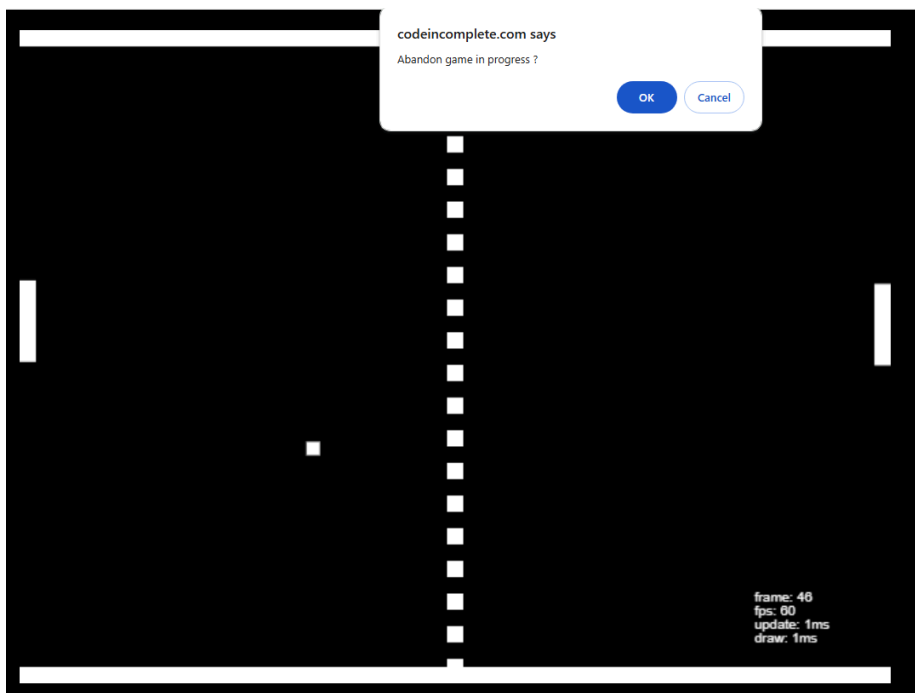 codeincomplete.com says
Abandon game in progress ?
OK Cancel
frame: 46
fps: 60
update: 1ms
draw: 1ms